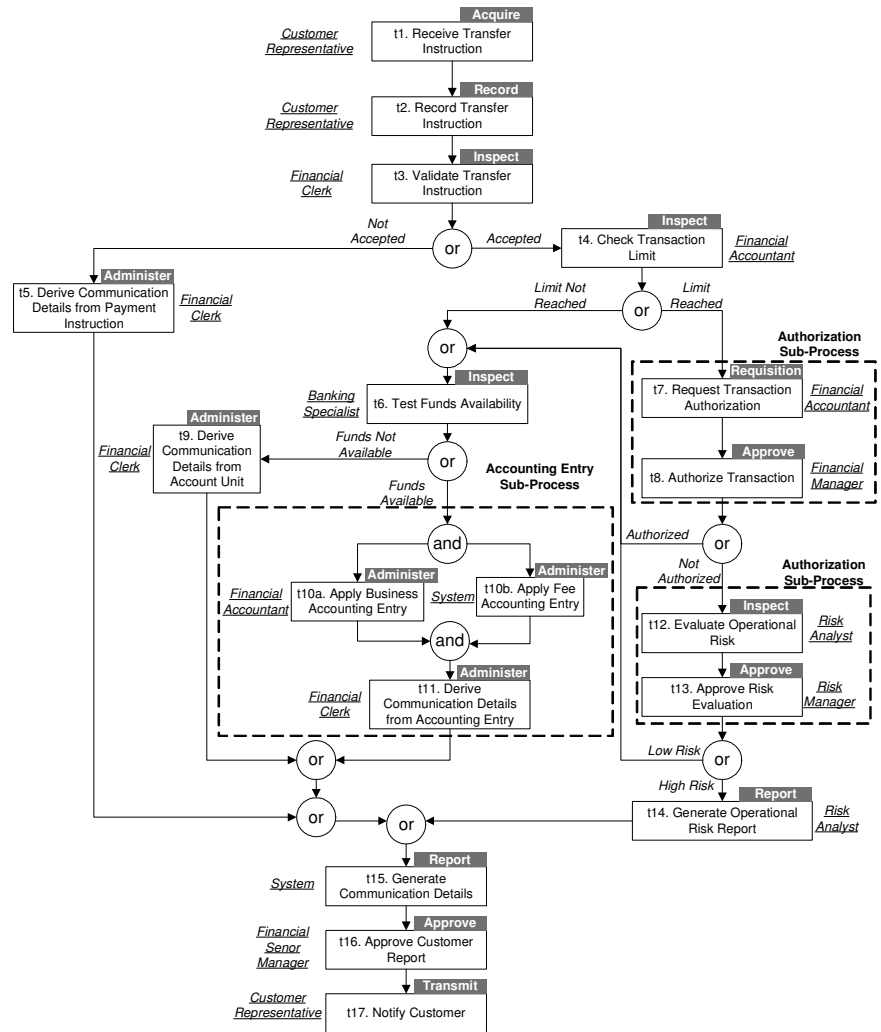 Acquire
Customer
Representative
t1. Receive Transfer
Instruction
Record
Customer
Representative
t2. Record Transfer
Instruction
Inspect
Financial
Clerk
t3. Validate Transfer
Instruction
Not
Accepted
or
Accepted
Inspect
t4. Check Transaction
Limit
Financial
Accountant
Administer
t5. Derive Communication
Details from Payment
Instruction
Financial
Clerk
Limit Not
Reached
or
Limit
Reached
or
Authorization
Sub-Process
Requisition
t7. Request Transaction
Authorization
Financial
Accountant
Inspect
Banking
Specialist
t6. Test Funds Availability
Administer
t9. Derive
Communication
Details from
Account Unit
Financial
Clerk
Funds Not
Available
or
Funds
Available
Accounting Entry
Sub-Process
Approve
t8. Authorize Transaction
Financial
Manager
and
Authorized
or
Not
Authorized
Authorization
Sub-Process
Administer
Financial
Accountant
t10a. Apply Business
Accounting Entry
Administer
System
t10b. Apply Fee
Accounting Entry
Inspect
t12. Evaluate Operational
Risk
Risk
Analyst
and
Administer
Financial
Clerk
t11. Derive
Communication Details
from Accounting Entry
Approve
t13. Approve Risk
Evaluation
Risk
Manager
or
Low Risk
or
High Risk
Report
t14. Generate Operational
Risk Report
Risk
Analyst
or
or
Report
System
t15. Generate
Communication Details
Approve
Financial
Senor
Manager
t16. Approve Customer
Report
Transmit
Customer
Representative
t17. Notify Customer